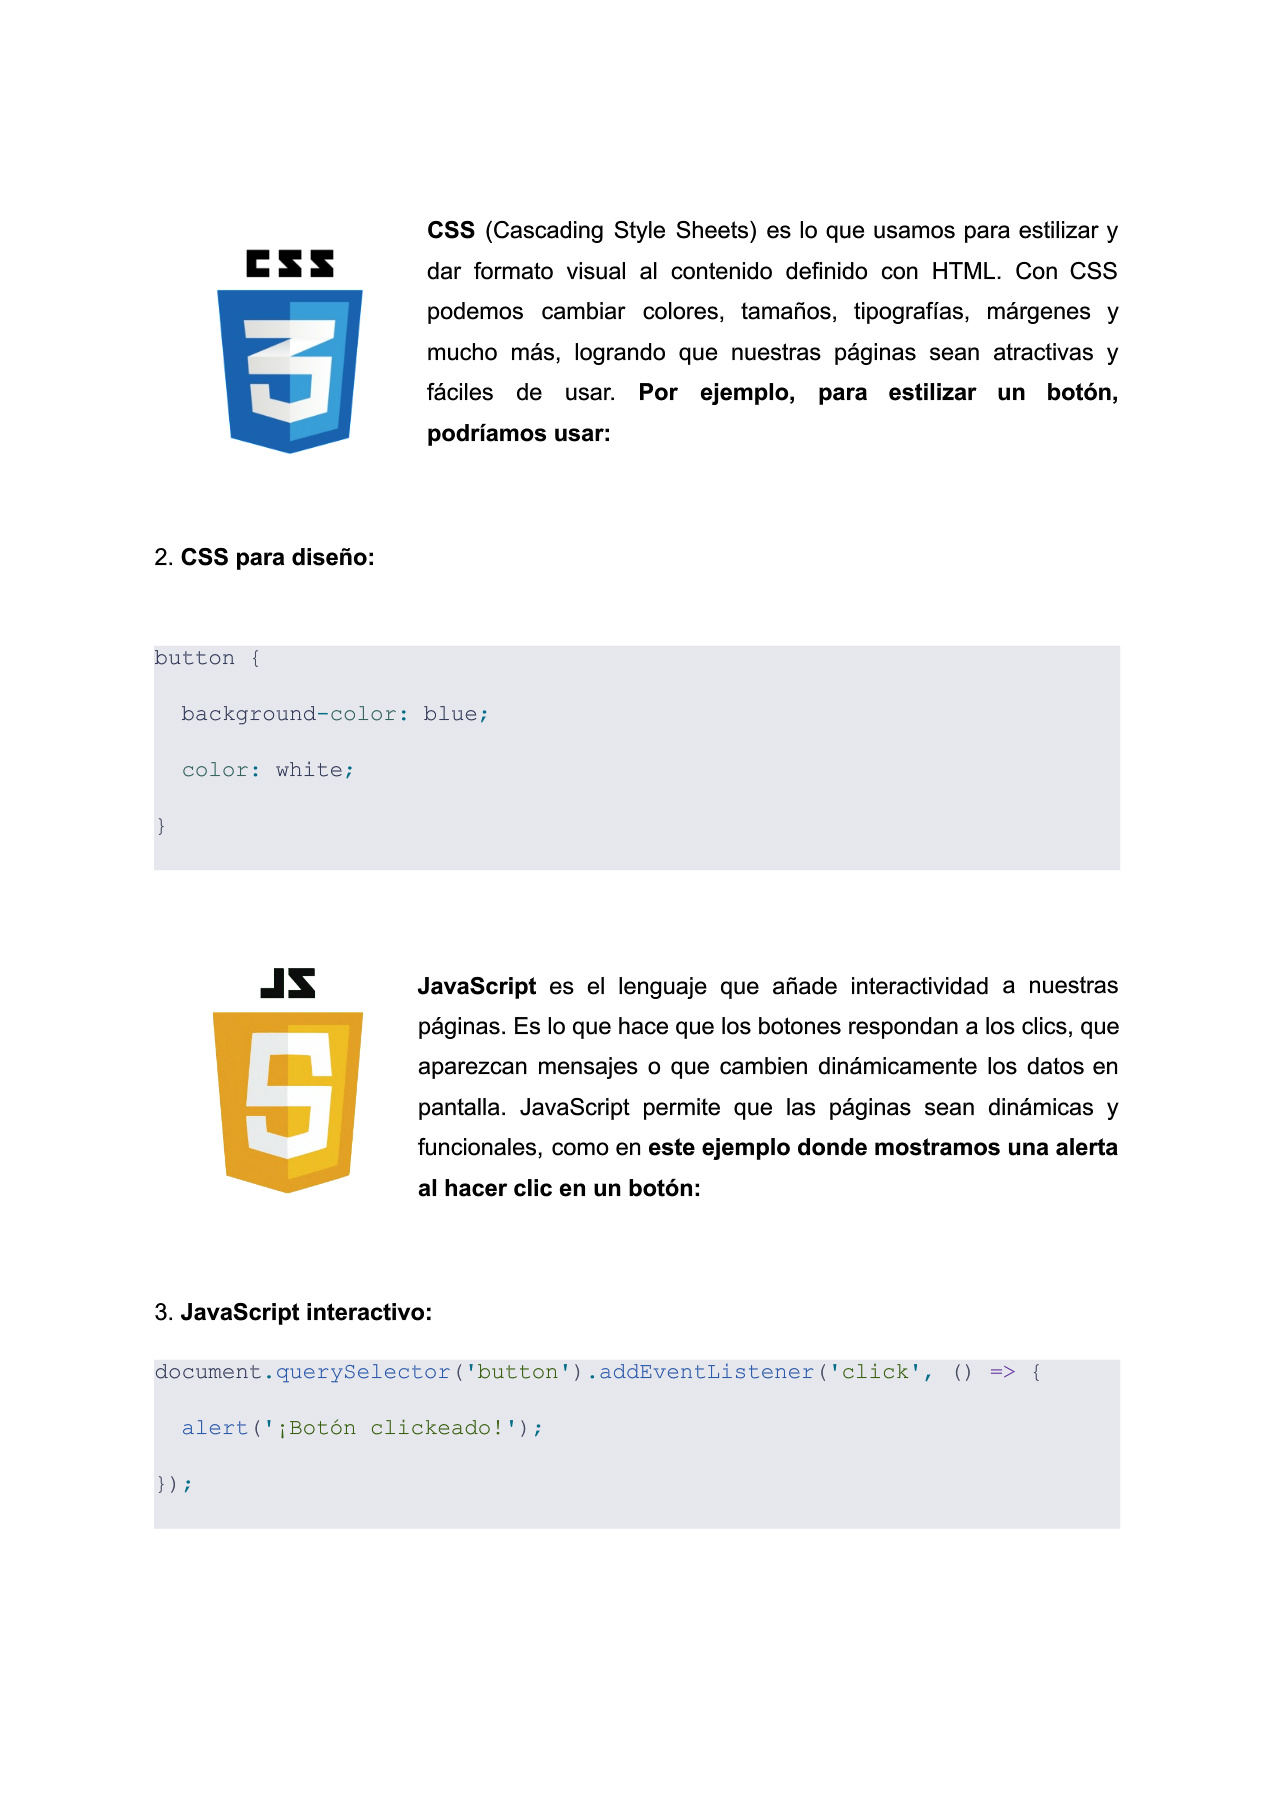 CSS
3
CSS (Cascading Style Sheets) es lo que usamos para estilizar y
dar formato visual al contenido definido con HTML. Con CSS
podemos cambiar colores, tamaños, tipografías, márgenes y
mucho más, logrando que nuestras páginas sean atractivas y
fáciles de usar. Por ejemplo, para estilizar un botón,
podríamos usar:
2. CSS para diseño:
button {
  background-color: blue;
  color: white;
}
JS
5
JavaScript es el lenguaje que añade interactividad a nuestras
páginas. Es lo que hace que los botones respondan a los clics, que
aparezcan mensajes o que cambien dinámicamente los datos en
pantalla. JavaScript permite que las páginas sean dinámicas y
funcionales, como en este ejemplo donde mostramos una alerta
al hacer clic en un botón:
3. JavaScript interactivo:
document.querySelector('button').addEventListener('click', () => {
  alert('¡Botón clickeado!');
});